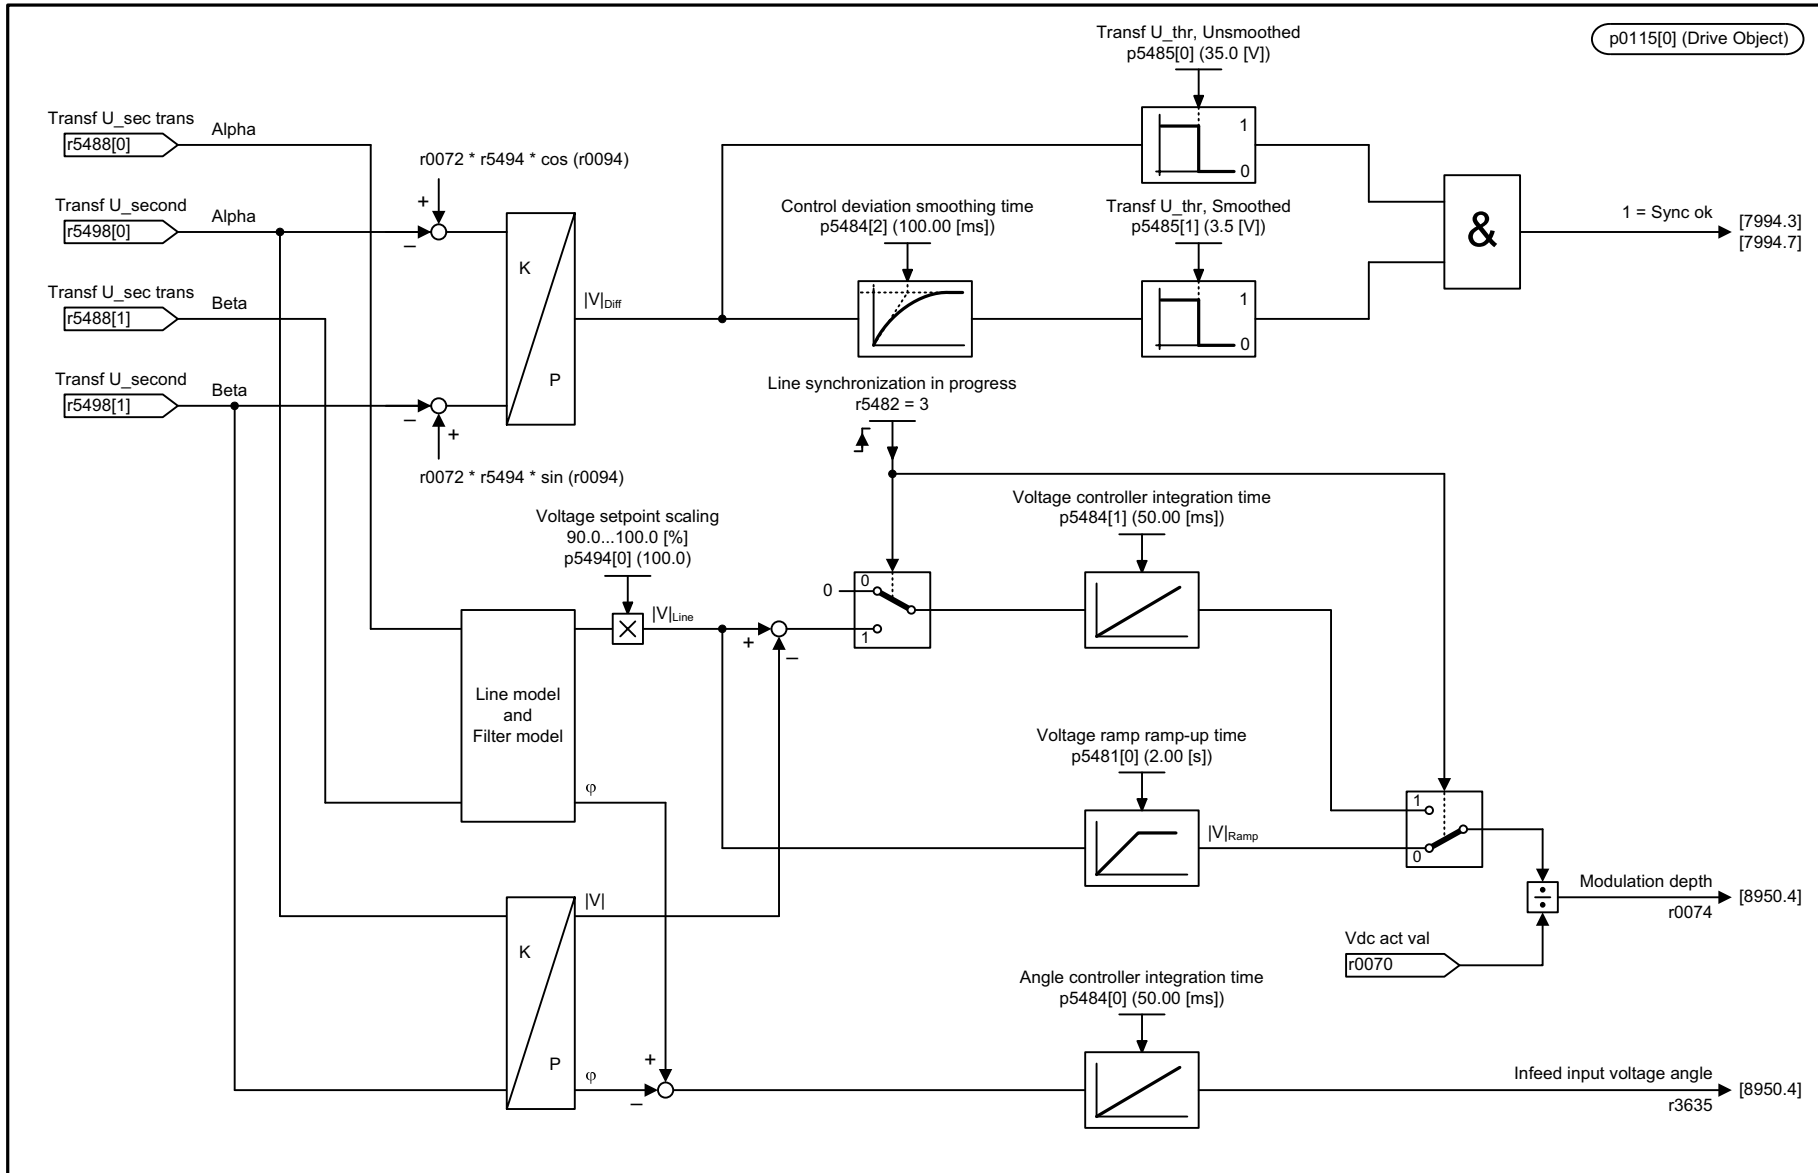 p0115[0] (Drive Object)
Transf U_thr, Unsmoothed
p5485[0] (35.0 [V])
1
0
Transf U_sec trans
r5488[0]
Alpha
r0072 * r5494 * cos (r0094)
+
–
Transf U_second
r5498[0]
Alpha
Control deviation smoothing time
p5484[2] (100.00 [ms])
Transf U_thr, Smoothed
p5485[1] (3.5 [V])
1
0
&
1 = Sync ok
[7994.3]
[7994.7]
K
P
|V|Diff
Transf U_sec trans
r5488[1]
Beta
Transf U_second
r5498[1]
Beta
–
+
r0072 * r5494 * sin (r0094)
Line synchronization in progress
r5482 = 3
Voltage setpoint scaling
90.0...100.0 [%]
p5494[0] (100.0)
Voltage controller integration time
p5484[1] (50.00 [ms])
0
0
1
|V|Line
+
–
Line model
and
Filter model
φ
Voltage ramp ramp-up time
p5481[0] (2.00 [s])
|V|Ramp
1
0
÷
Modulation depth
r0074
[8950.4]
Vdc act val
r0070
K
P
|V|
φ
+
–
Angle controller integration time
p5484[0] (50.00 [ms])
Infeed input voltage angle
r3635
[8950.4]